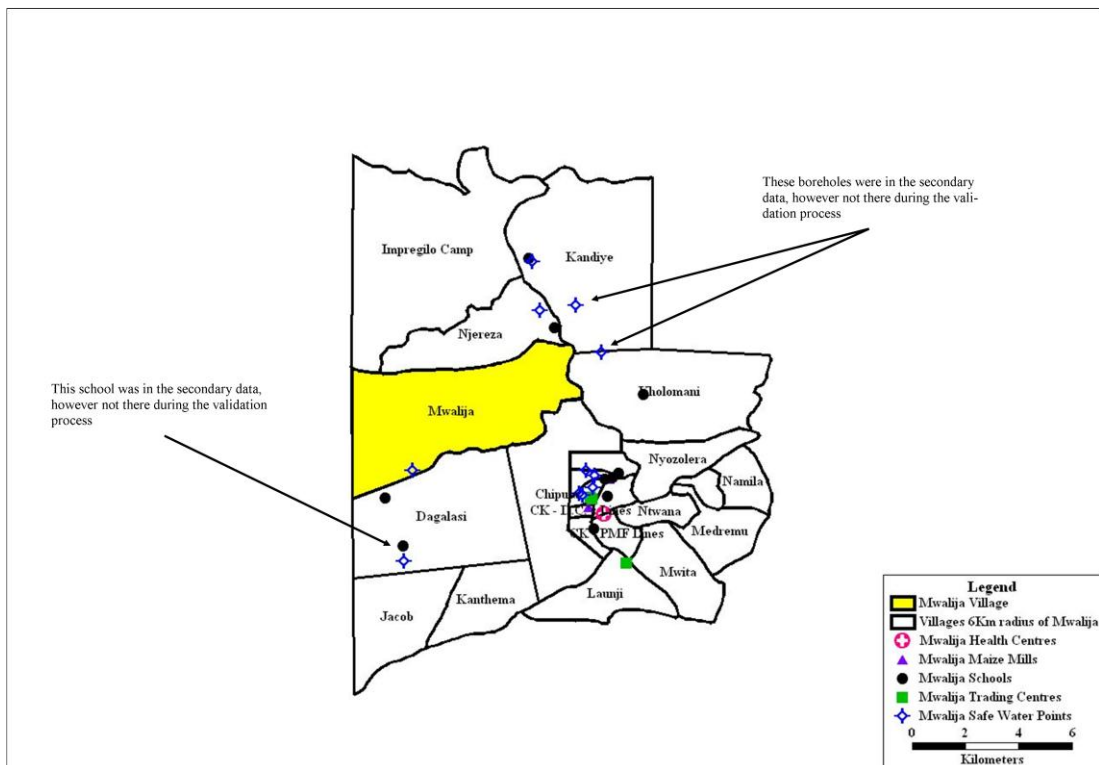 These boreholes were in the secondary
data, however not there during the vali-
dation process
Impregilo Camp
Kandiye
Njereza
This school was in the secondary data,
however not there during the validation
process
Mwalija
Kholomani
Nyozolera
Namila
Dagalasi
Ntwana
Medremu
Mwita
Launji
Kanthema
Jacob
Legend
Mwalija Village
Villages 6Km radius of Mwalija
Mwalija Health Centres
Mwalija Maize Mills
Mwalija Schools
Mwalija Trading Centres
Mwalija Safe Water Points
0 2 4 6
Kilometers